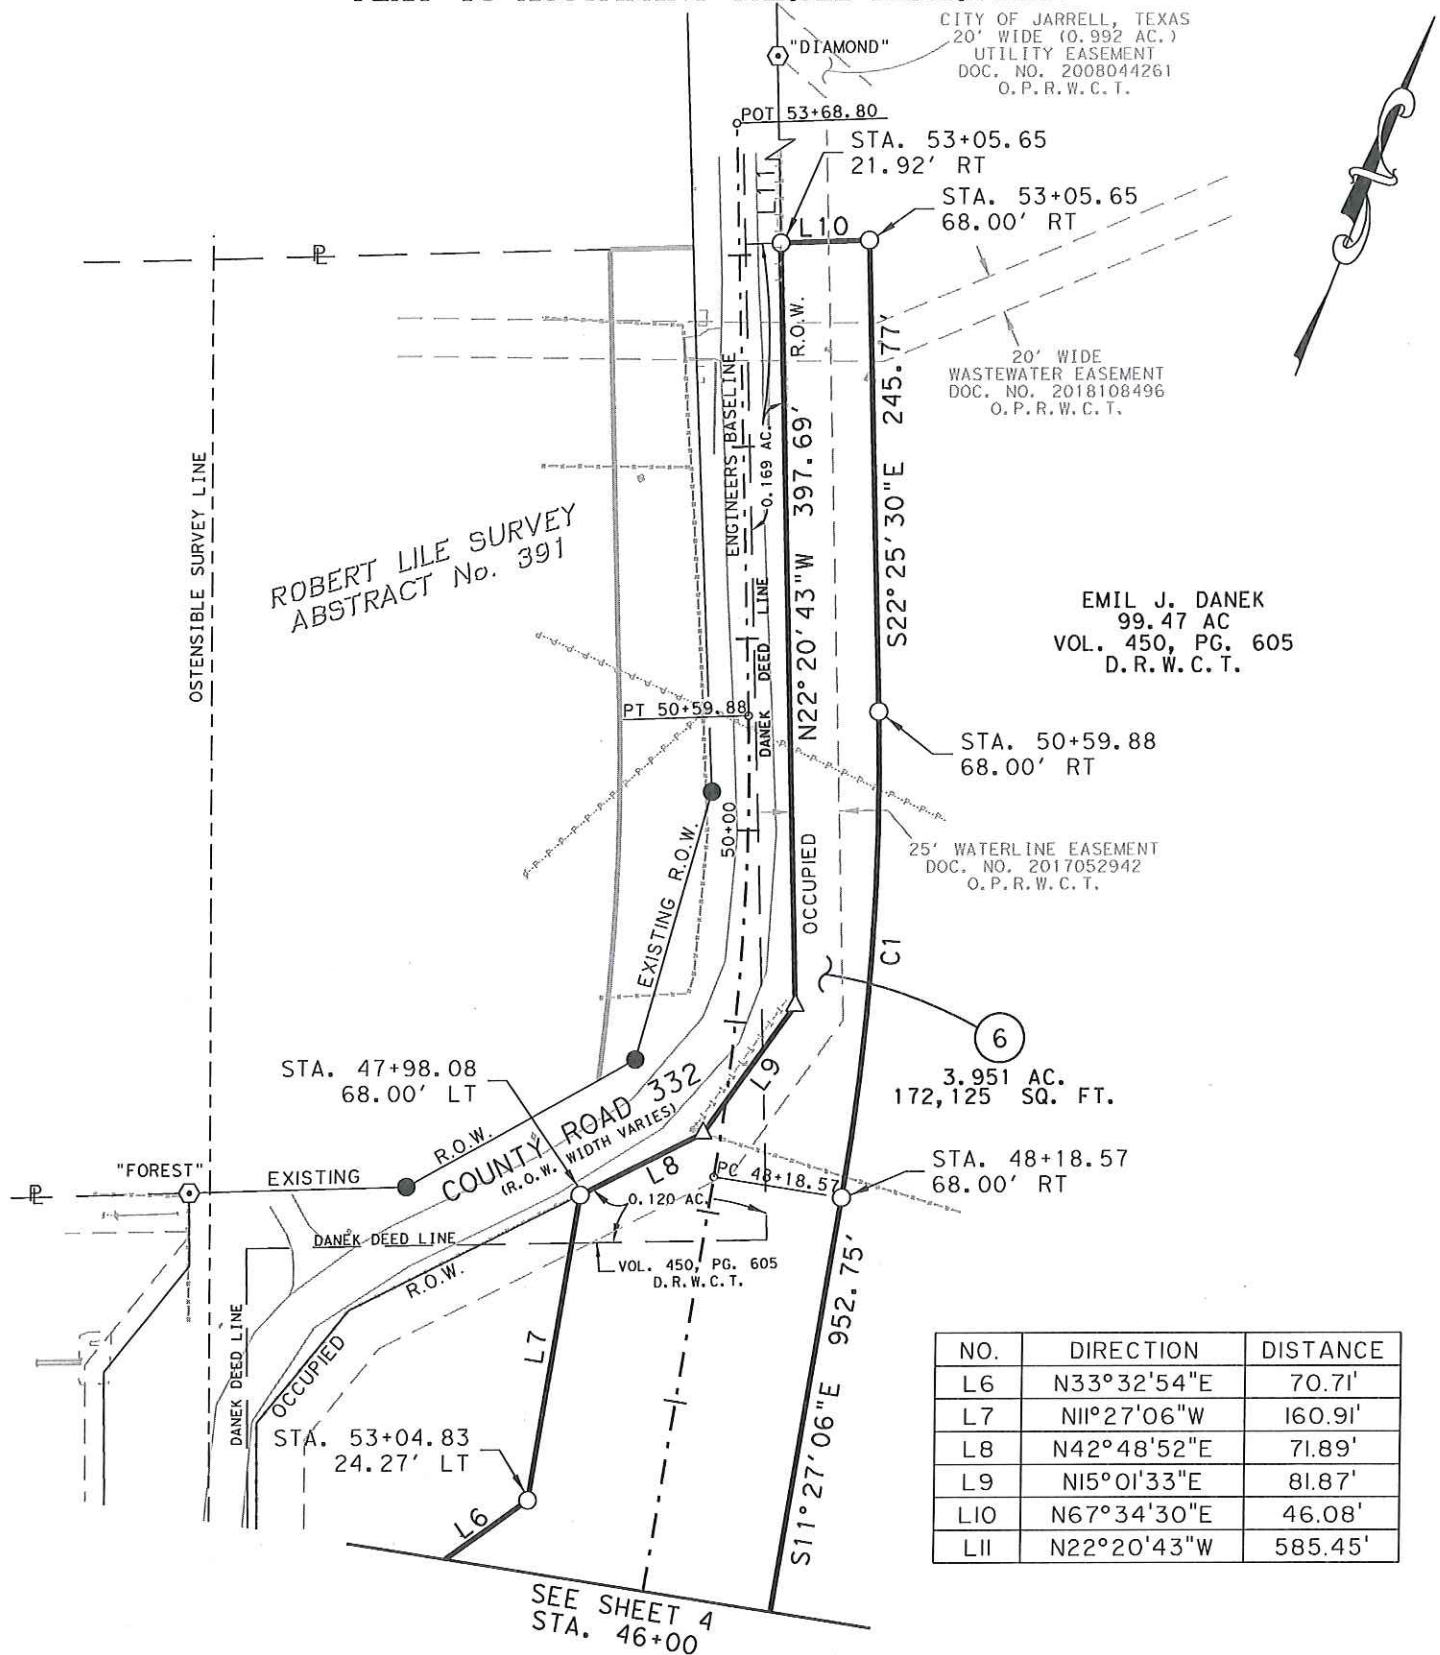 CITY OF JARRELL, TEXAS
20' WIDE (0.992 AC.)
UTILITY EASEMENT
DOC. NO. 2008044261
O.P.R.W.C.T.
"DIAMOND"
POT 53+68.80
STA. 53+05.65
21.92' RT
STA. 53+05.65
68.00' RT
L10
P
R.O.W.
S22°25'30"E 245.77'
20' WIDE
WASTEWATER EASEMENT
DOC. NO. 2018108496
O.P.R.W.C.T.
ENGINEERS BASELINE
0.169 AC.
N22°20'43"W 397.69'
OSTENSIBLE SURVEY LINE
ROBERT LILE SURVEY
ABSTRACT No. 391
DANEK DEED LINE
EMIL J. DANEK
99.47 AC
VOL. 450, PG. 605
D.R.W.C.T.
PT 50+59.88
STA. 50+59.88
68.00' RT
50+00
25' WATERLINE EASEMENT
DOC. NO. 2017052942
O.P.R.W.C.T.
OCCUPIED
EXISTING R.O.W.
C1
6
3.951 AC.
172,125 SQ. FT.
STA. 47+98.08
68.00' LT
L9
COUNTY ROAD 332
(R.O.W. WIDTH VARIES)
R.O.W.
"FOREST"
EXISTING
P
L8
PC 48+18.57
STA. 48+18.57
68.00' RT
0.120 AC.
DANEK DEED LINE
VOL. 450, PG. 605
D.R.W.C.T.
R.O.W.
OCCUPIED
DANEK DEED LINE
L7
S11°27'06"E 952.75'
STA. 53+04.83
24.27' LT
L6
SEE SHEET 4
STA. 46+00
NO. DIRECTION DISTANCE
L6 N33°32'54"E 70.71'
L7 N11°27'06"W 160.91'
L8 N42°48'52"E 71.89'
L9 N15°01'33"E 81.87'
L10 N67°34'30"E 46.08'
L11 N22°20'43"W 585.45'